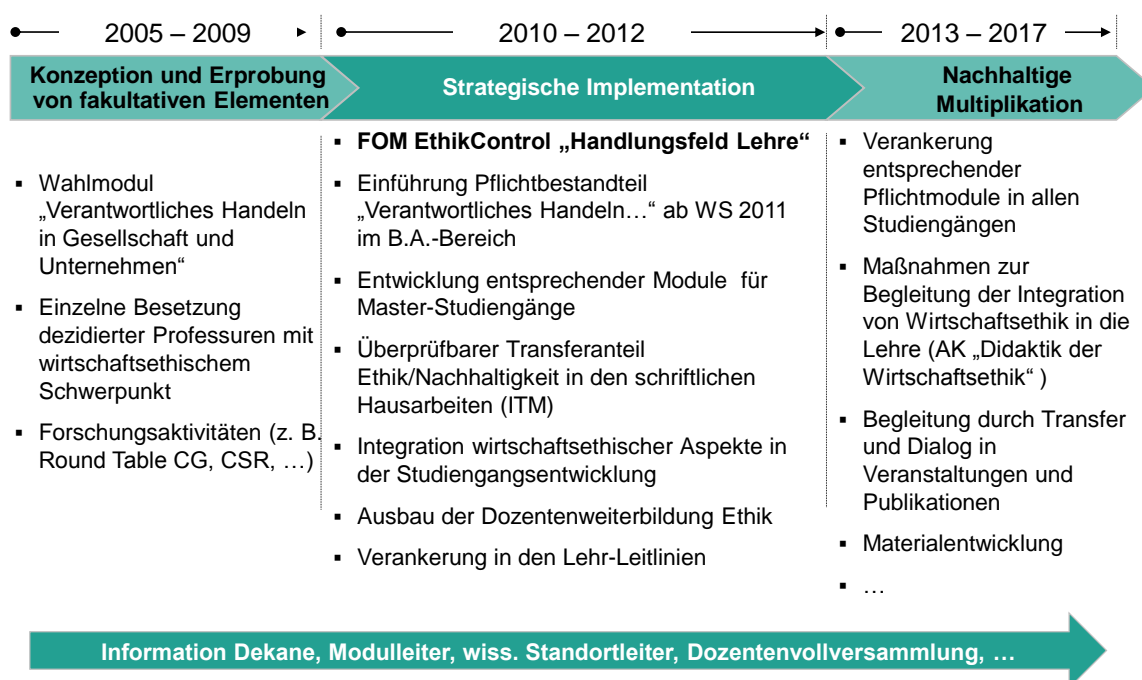 2005 – 2009
2010 – 2012
2013 – 2017
Konzeption und Erprobung
von fakultativen Elementen
Strategische Implementation
Nachhaltige
Multiplikation
▪ Wahlmodul
„Verantwortliches Handeln
in Gesellschaft und
Unternehmen“
▪ Einzelne Besetzung
dezidierter Professuren mit
wirtschaftsethischem
Schwerpunkt
▪ Forschungsaktivitäten (z. B.
Round Table CG, CSR, …)
▪ FOM EthikControl „Handlungsfeld Lehre“
▪ Einführung Pflichtbestandteil
„Verantwortliches Handeln…“ ab WS 2011
im B.A.-Bereich
▪ Entwicklung entsprechender Module für
Master-Studiengänge
▪ Überprüfbarer Transferanteil
Ethik/Nachhaltigkeit in den schriftlichen
Hausarbeiten (ITM)
▪ Integration wirtschaftsethischer Aspekte in
der Studiengangsentwicklung
▪ Ausbau der Dozentenweiterbildung Ethik
▪ Verankerung in den Lehr-Leitlinien
▪ Verankerung
entsprechender
Pflichtmodule in allen
Studiengängen
▪ Maßnahmen zur
Begleitung der Integration
von Wirtschaftsethik in die
Lehre (AK „Didaktik der
Wirtschaftsethik“ )
▪ Begleitung durch Transfer
und Dialog in
Veranstaltungen und
Publikationen
▪ Materialentwicklung
▪ …
Information Dekane, Modulleiter, wiss. Standortleiter, Dozentenvollversammlung, …